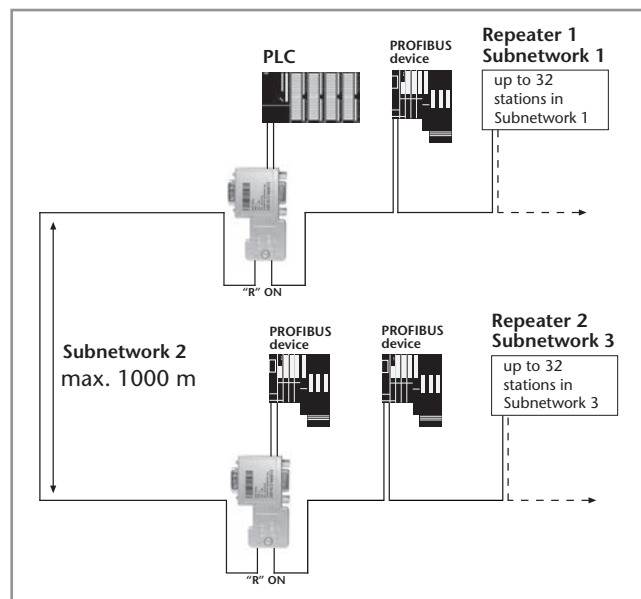 PLC
PROFIBUS
device
Repeater 1
Subnetwork 1
up to 32
stations in
Subnetwork 1
“R” ON
Subnetwork 2
max. 1000 m
PROFIBUS
device
PROFIBUS
device
Repeater 2
Subnetwork 3
up to 32
stations in
Subnetwork 3
“R” ON